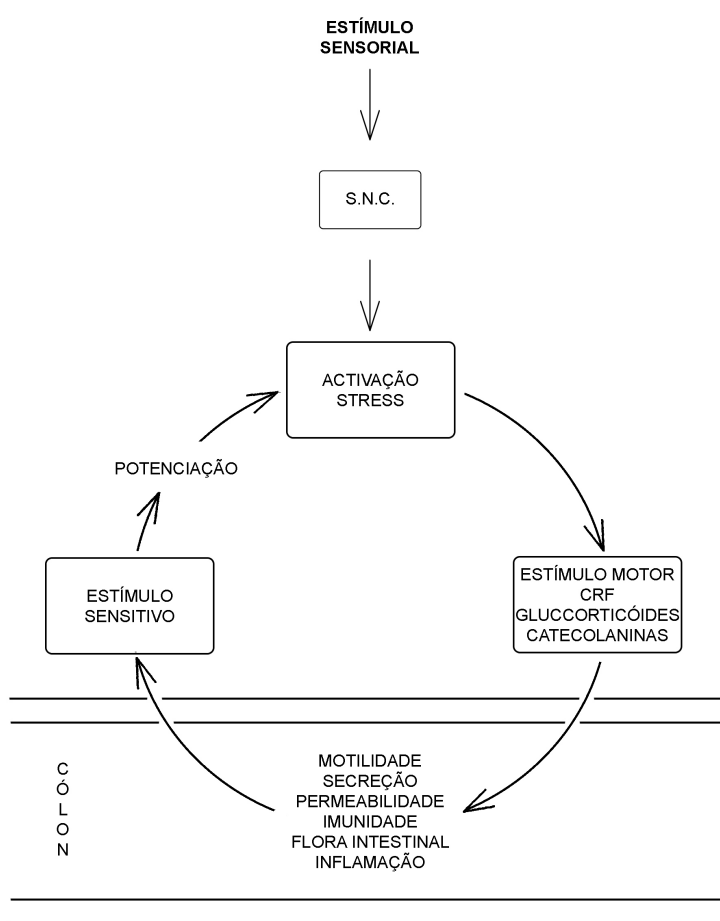 ESTÍMULO
SENSORIAL
S.N.C.
ACTIVAÇÃO
STRESS
POTENCIAÇÃO
ESTÍMULO
SENSITIVO
ESTÍMULO MOTOR
CRF
GLUCCORTICÓIDES
CATECOLANINAS
CÓLON
MOTILIDADE
SECREÇÃO
PERMEABILIDADE
IMUNIDADE
FLORA INTESTINAL
INFLAMAÇÃO